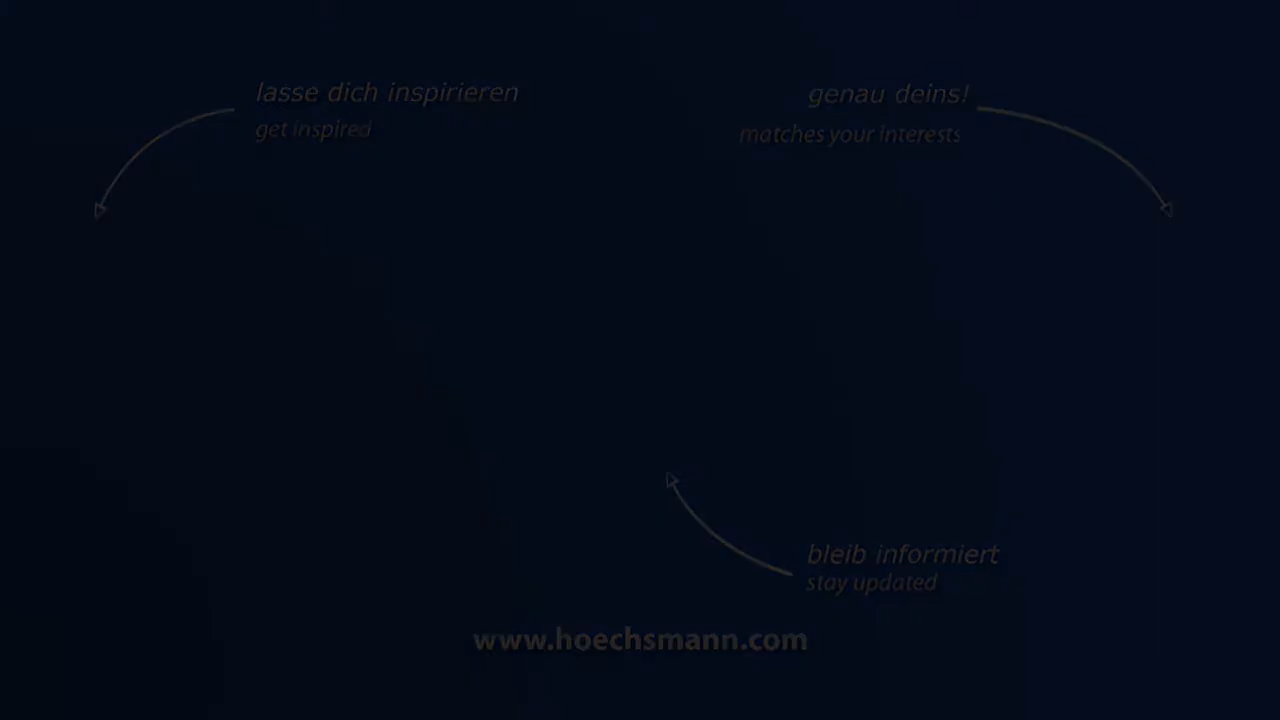 lasse dich inspirieren
get inspired
genau deins!
matches your interests
bleib informiert
stay updated
www.hoechsmann.com